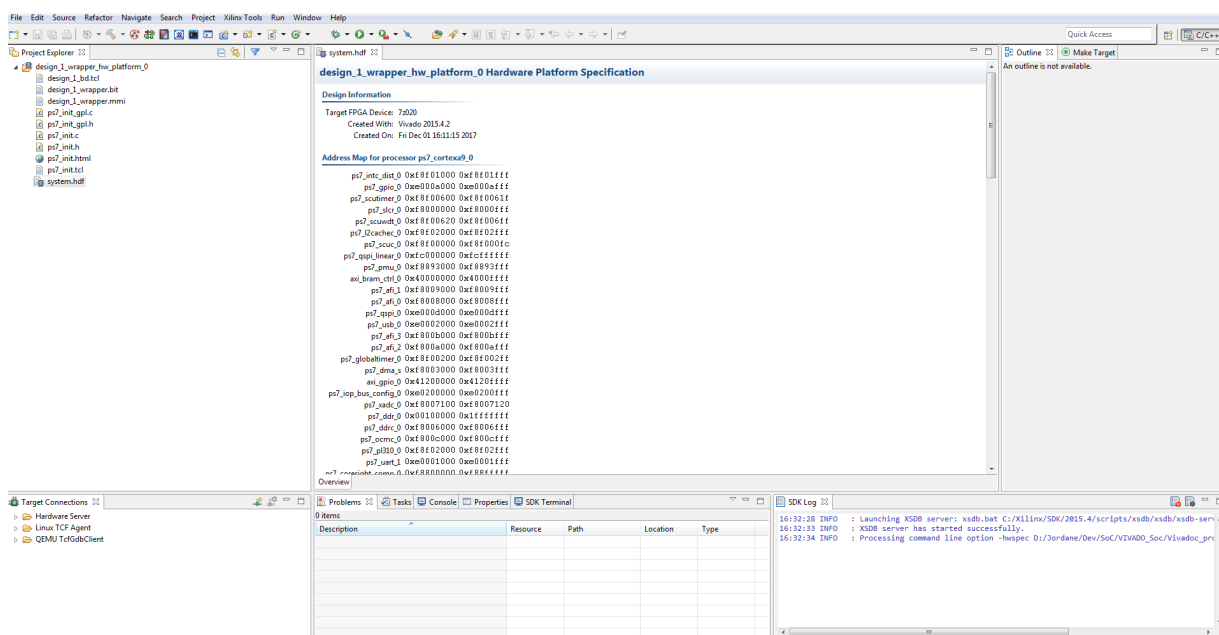 File Edit Source Refactor Navigate Search Project Xilinx Tools Run Window Help
Quick Access
C/C++
Project Explorer
design_1_wrapper_hw_platform_0
design_1_bd.tcl
design_1_wrapper.bit
design_1_wrapper.mmi
ps7_init_gpl.c
ps7_init_gpl.h
ps7_init.c
ps7_init.h
ps7_init.html
ps7_init.tcl
system.hdf
system.hdf
design_1_wrapper_hw_platform_0 Hardware Platform Specification
Design Information
Target FPGA Device: 7z020
Created With: Vivado 2015.4.2
Created On: Fri Dec 01 16:11:15 2017
Address Map for processor ps7_cortexa9_0
ps7_intc_dist_0 0xf8f01000 0xf8f01fff
ps7_gpio_0 0xe000a000 0xe000afff
ps7_scutimer_0 0xf8f00600 0xf8f0061f
ps7_slcr_0 0xf8000000 0xf8000fff
ps7_scuwdt_0 0xf8f00620 0xf8f006ff
ps7_l2cachec_0 0xf8f02000 0xf8f02fff
ps7_scuc_0 0xf8f00000 0xf8f000fc
ps7_qspi_linear_0 0xfc000000 0xfcffffff
ps7_pmu_0 0xf8893000 0xf8893fff
axi_bram_ctrl_0 0x40000000 0x4000ffff
ps7_afi_1 0xf8009000 0xf8009fff
ps7_afi_0 0xf8008000 0xf8008fff
ps7_qspi_0 0xe000d000 0xe000dfff
ps7_usb_0 0xe0002000 0xe0002fff
ps7_afi_3 0xf800b000 0xf800bfff
ps7_afi_2 0xf800a000 0xf800afff
ps7_globaltimer_0 0xf8f00200 0xf8f002ff
ps7_dma_s 0xf8003000 0xf8003fff
axi_gpio_0 0x41200000 0x4120ffff
ps7_iop_bus_config_0 0xe0200000 0xe0200fff
ps7_xadc_0 0xf8007100 0xf8007120
ps7_ddr_0 0x00100000 0x1fffffff
ps7_ddrc_0 0xf8006000 0xf8006fff
ps7_ocmc_0 0xf800c000 0xf800cfff
ps7_pl310_0 0xf8f02000 0xf8f02fff
ps7_uart_1 0xe0001000 0xe0001fff
ps7_coresight_comp_0 0xf8800000 0xf88fffff
Overview
Outline Make Target
An outline is not available.
Target Connections
Hardware Server
Linux TCF Agent
QEMU TcfGdbClient
Problems Tasks Console Properties SDK Terminal
0 items
Description Resource Path Location Type
SDK Log
16:32:28 INFO : Launching XSDB server: xsdb.bat C:/Xilinx/SDK/2015.4/scripts/xsdb/xsdb/xsdb-serv
16:32:33 INFO : XSDB server has started successfully.
16:32:34 INFO : Processing command line option -hwspec D:/Jordane/Dev/SoC/VIVADO_Soc/Vivadoc_pro